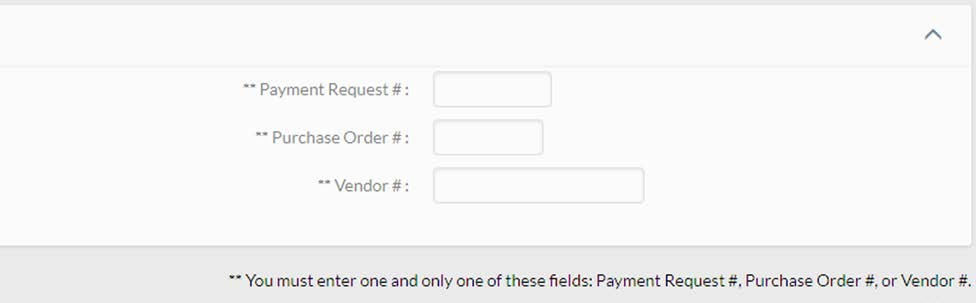 ** Payment Request # :
** Purchase Order # :
** Vendor # :
** You must enter one and only one of these fields: Payment Request #, Purchase Order #, or Vendor #.